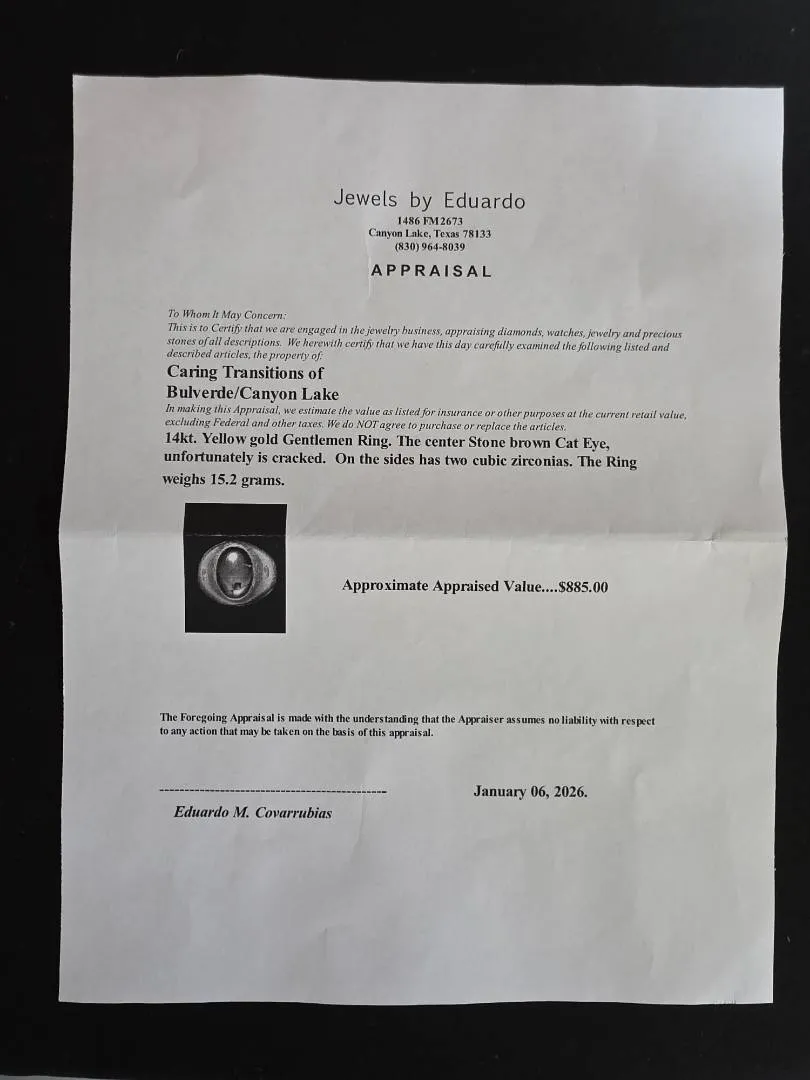 Jewels by Eduardo
1486 FM 2673
Canyon Lake, Texas 78133
(830) 964-8039
APPRAISAL
To Whom It May Concern:
This is to Certify that we are engaged in the jewelry business, appraising diamonds, watches, jewelry and precious
stones of all descriptions. We herewith certify that we have this day carefully examined the following listed and
described articles, the property of:
Caring Transitions of
Bulverde/Canyon Lake
In making this Appraisal, we estimate the value as listed for insurance or other purposes at the current retail value,
excluding Federal and other taxes. We do NOT agree to purchase or replace the articles.
14kt. Yellow gold Gentlemen Ring. The center Stone brown Cat Eye,
unfortunately is cracked. On the sides has two cubic zirconias. The Ring
weighs 15.2 grams.
Approximate Appraised Value....$885.00
The Foregoing Appraisal is made with the understanding that the Appraiser assumes no liability with respect
to any action that may be taken on the basis of this appraisal.
January 06, 2026.
Eduardo M. Covarrubias